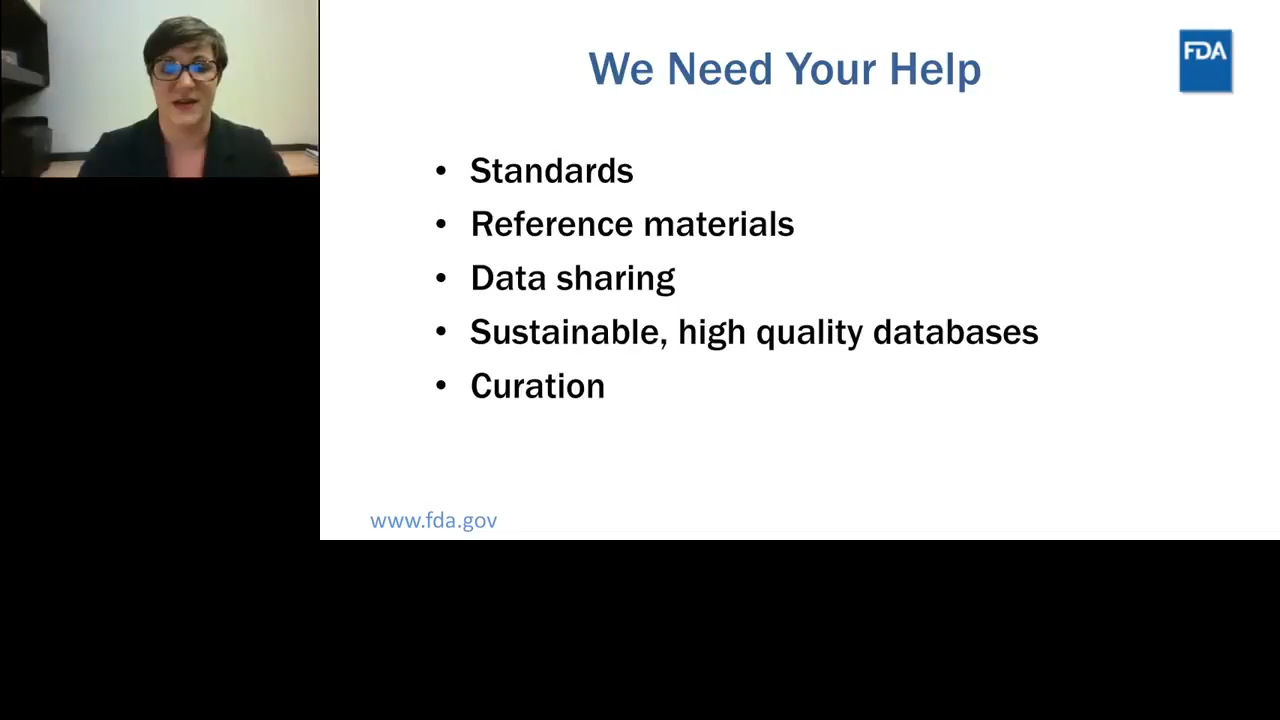 We Need Your Help
FDA
• Standards
• Reference materials
• Data sharing
• Sustainable, high quality databases
• Curation
www.fda.gov